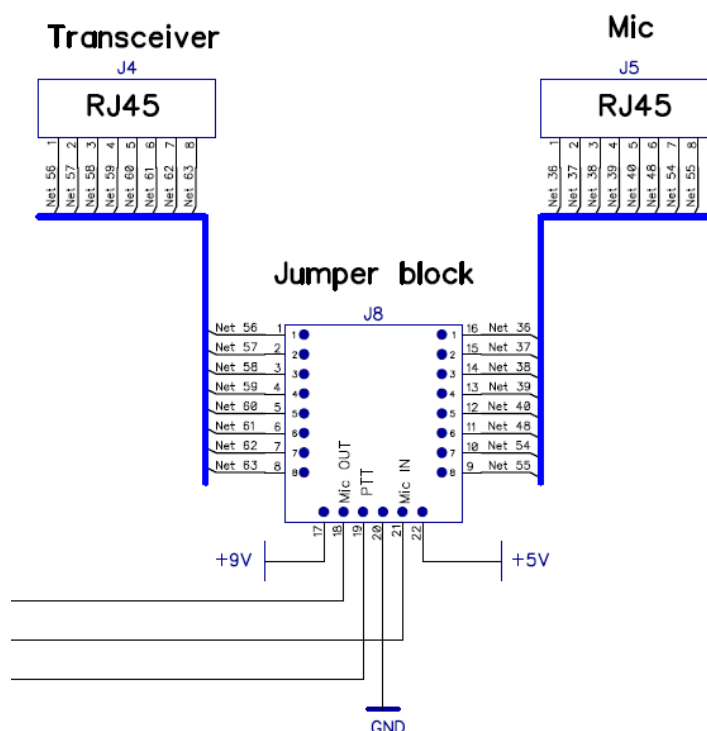 Transceiver
Mic
J4
J5
RJ45
RJ45
1 2 3 4 5 6 7 8
1 2 3 4 5 6 7 8
Net 56 Net 57 Net 58 Net 59 Net 60 Net 61 Net 62 Net 63
Net 36 Net 37 Net 38 Net 39 Net 40 Net 48 Net 54 Net 55
Jumper block
J8
Net 56 1 1 1 16 Net 36
Net 57 2 2 2 15 Net 37
Net 58 3 3 3 14 Net 38
Net 59 4 4 4 13 Net 39
Net 60 5 5 5 12 Net 40
Net 61 6 6 6 11 Net 48
Net 62 7 7 7 10 Net 54
Net 63 8 8 8 9 Net 55
Mic OUT PTT Mic IN
17 18 19 20 21 22
+9V +5V
GND